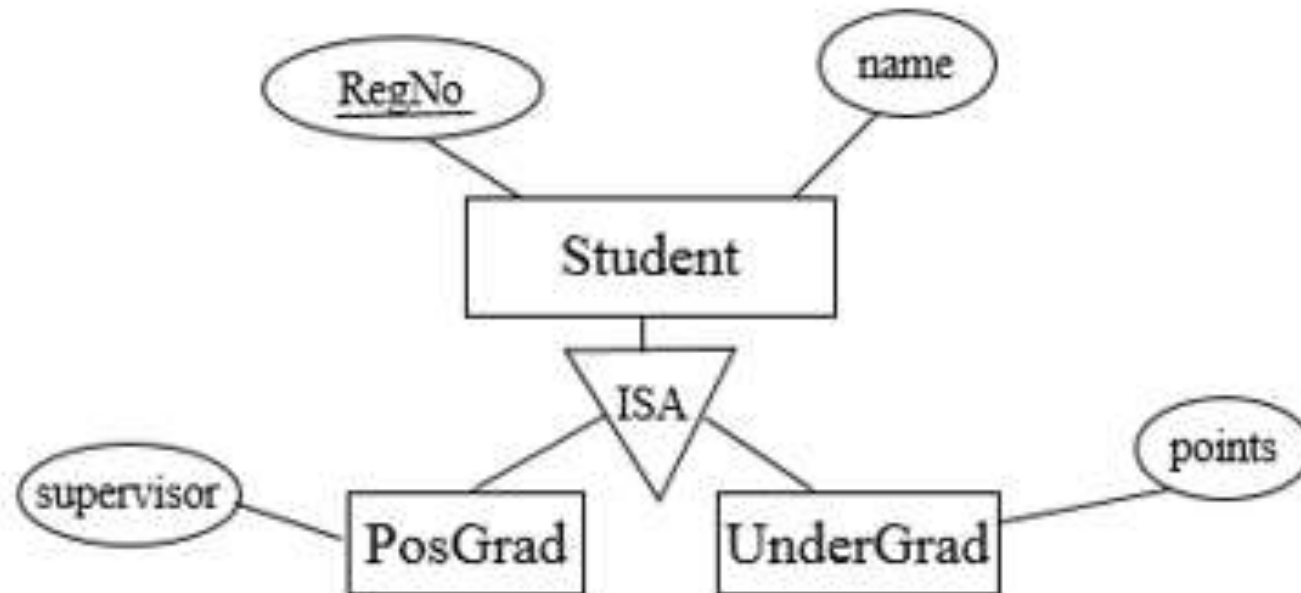 name
RegNo
Student
ISA
points
supervisor
PosGrad
UnderGrad